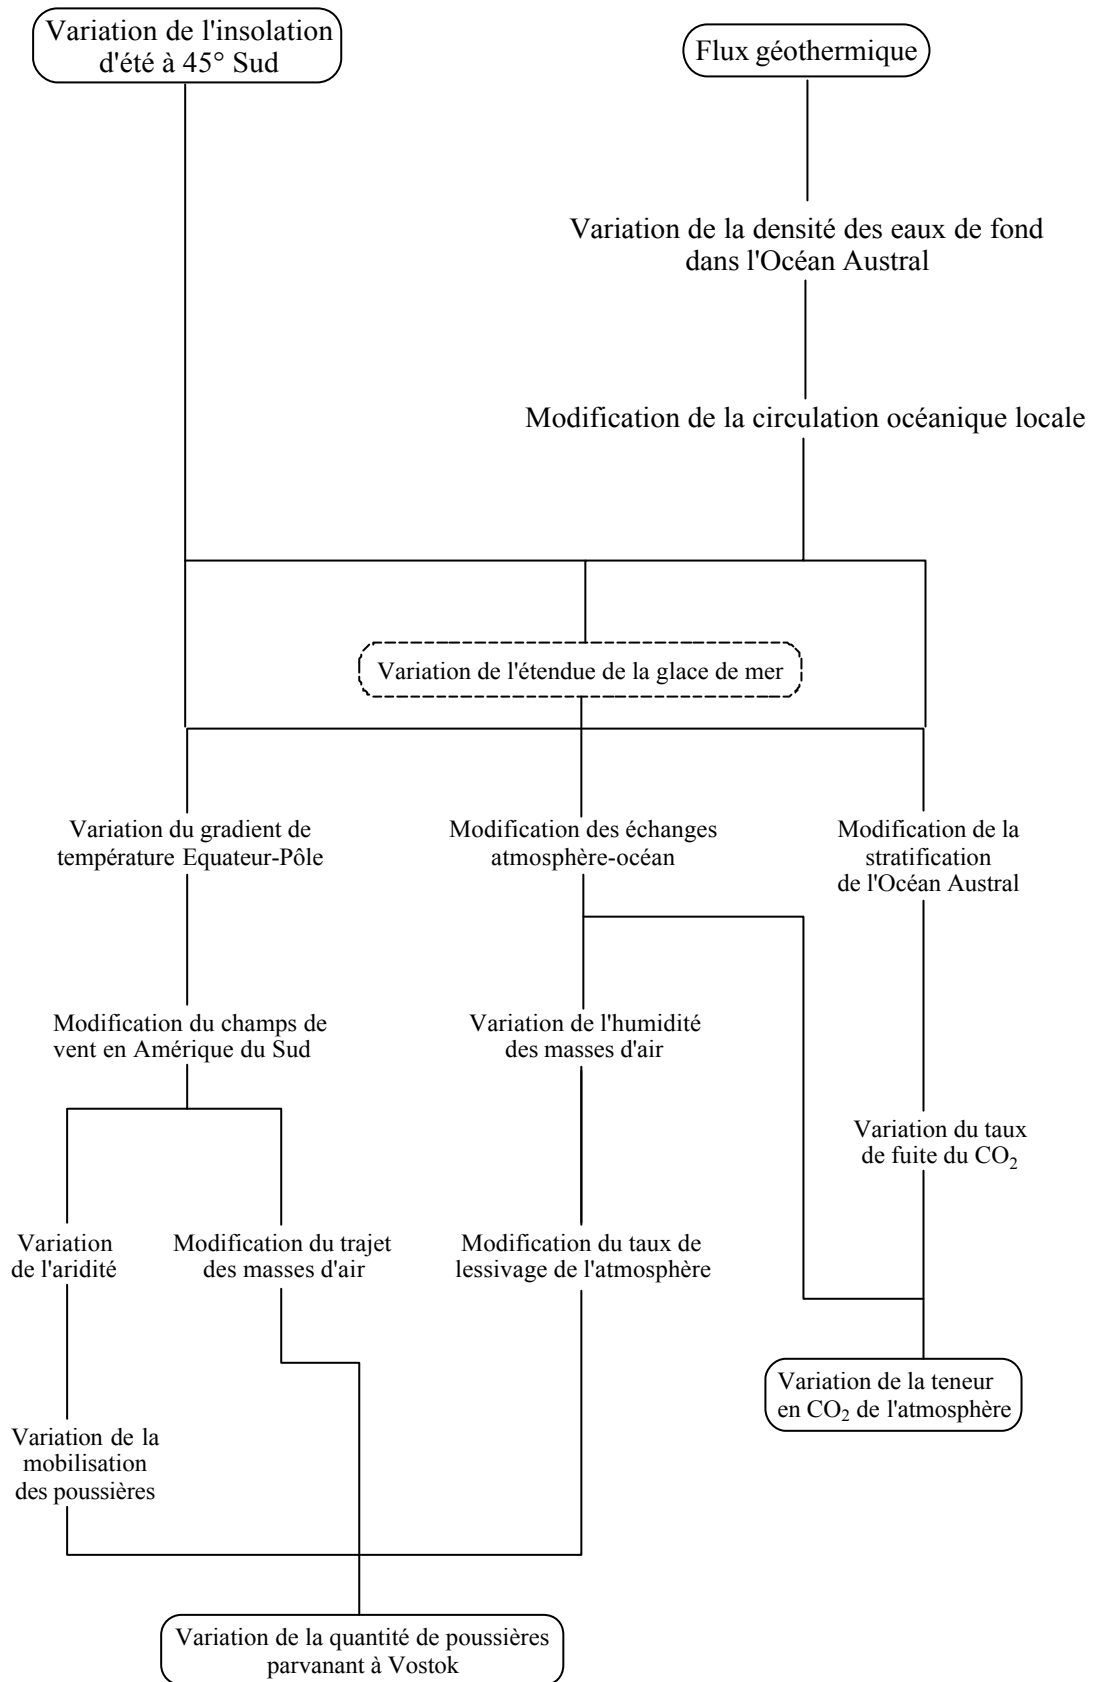 Variation de l'insolation
d'été à 45° Sud
Flux géothermique
Variation de la densité des eaux de fond
dans l'Océan Austral
Modification de la circulation océanique locale
Variation de l'étendue de la glace de mer
Variation du gradient de
température Equateur-Pôle
Modification des échanges
atmosphère-océan
Modification de la
stratification
de l'Océan Austral
Modification du champs de
vent en Amérique du Sud
Variation de l'humidité
des masses d'air
Variation du taux
de fuite du CO₂
Variation
de l'aridité
Modification du trajet
des masses d'air
Modification du taux de
lessivage de l'atmosphère
Variation de la teneur
en CO₂ de l'atmosphère
Variation de la
mobilisation
des poussières
Variation de la quantité de poussières
parvanant à Vostok